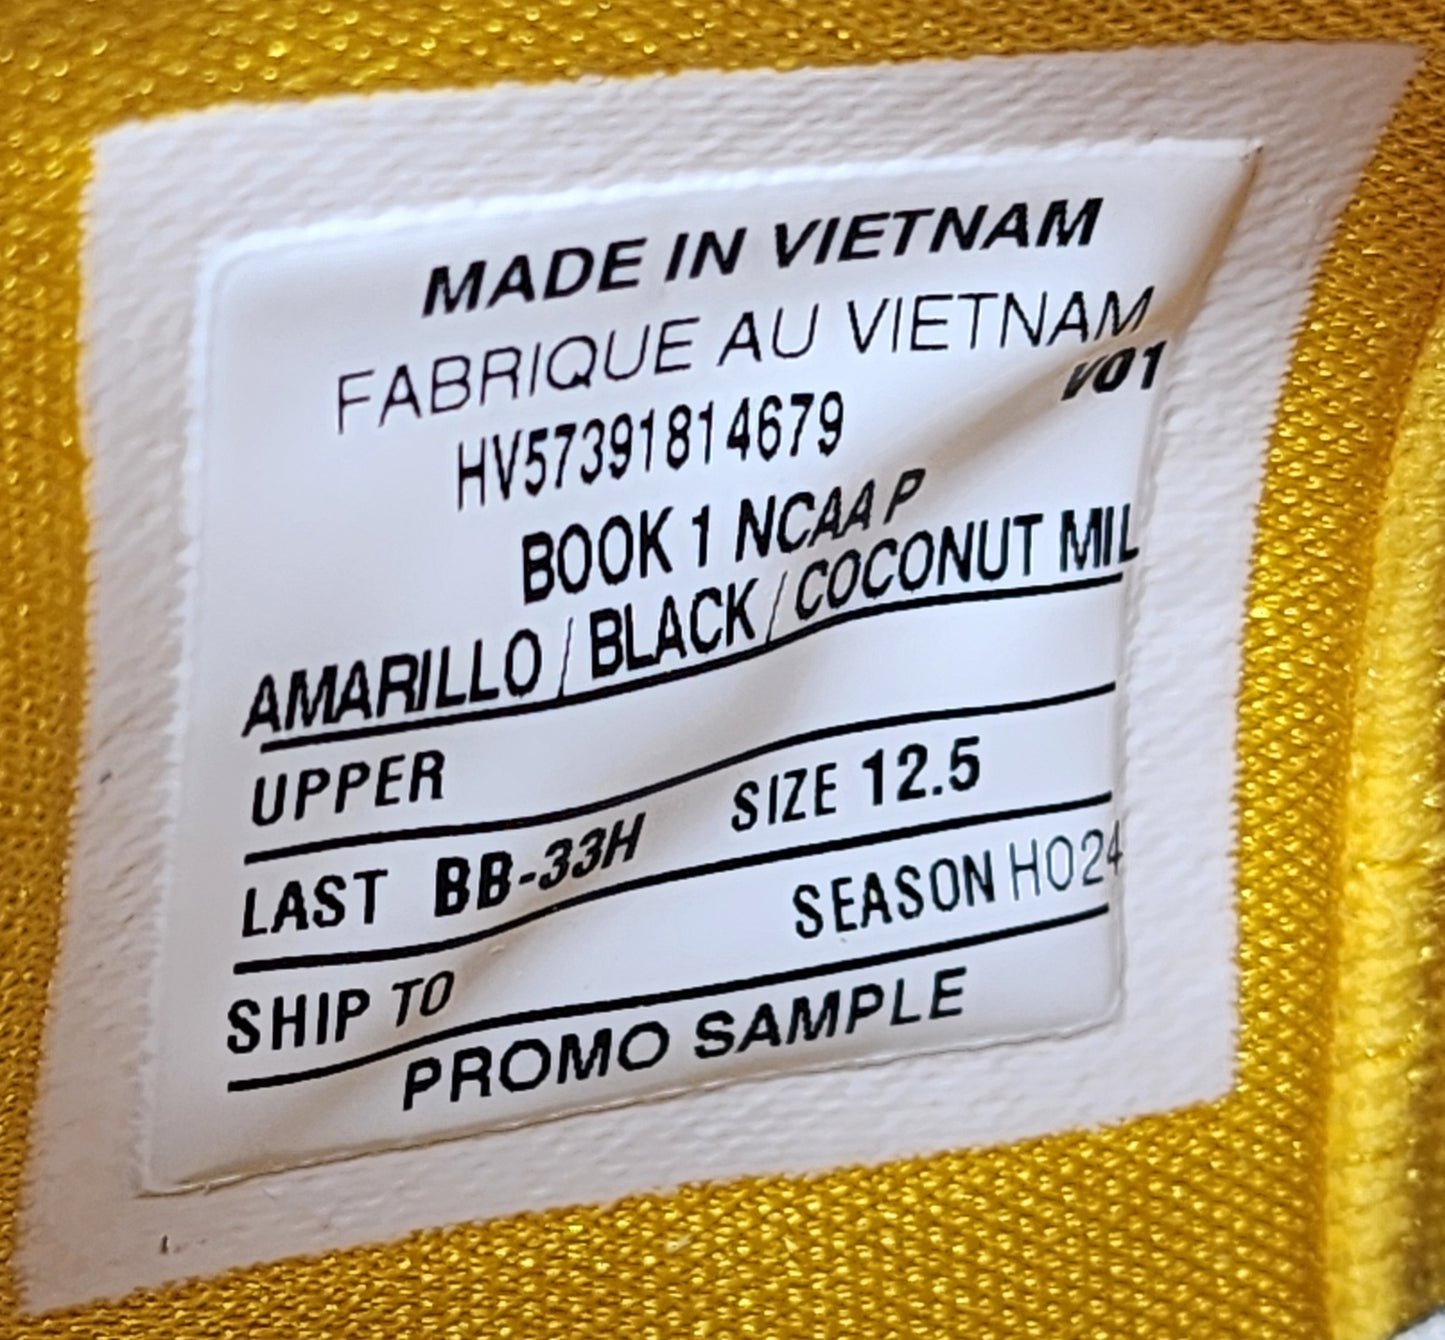 MADE IN VIETNAM
FABRIQUE AU VIETNAM
V01
HV57391814679
BOOK 1 NCAA P
AMARILLO / BLACK / COCONUT MIL
UPPER
LAST BB-33H SIZE 12.5
SHIP TO SEASON HO24
PROMO SAMPLE